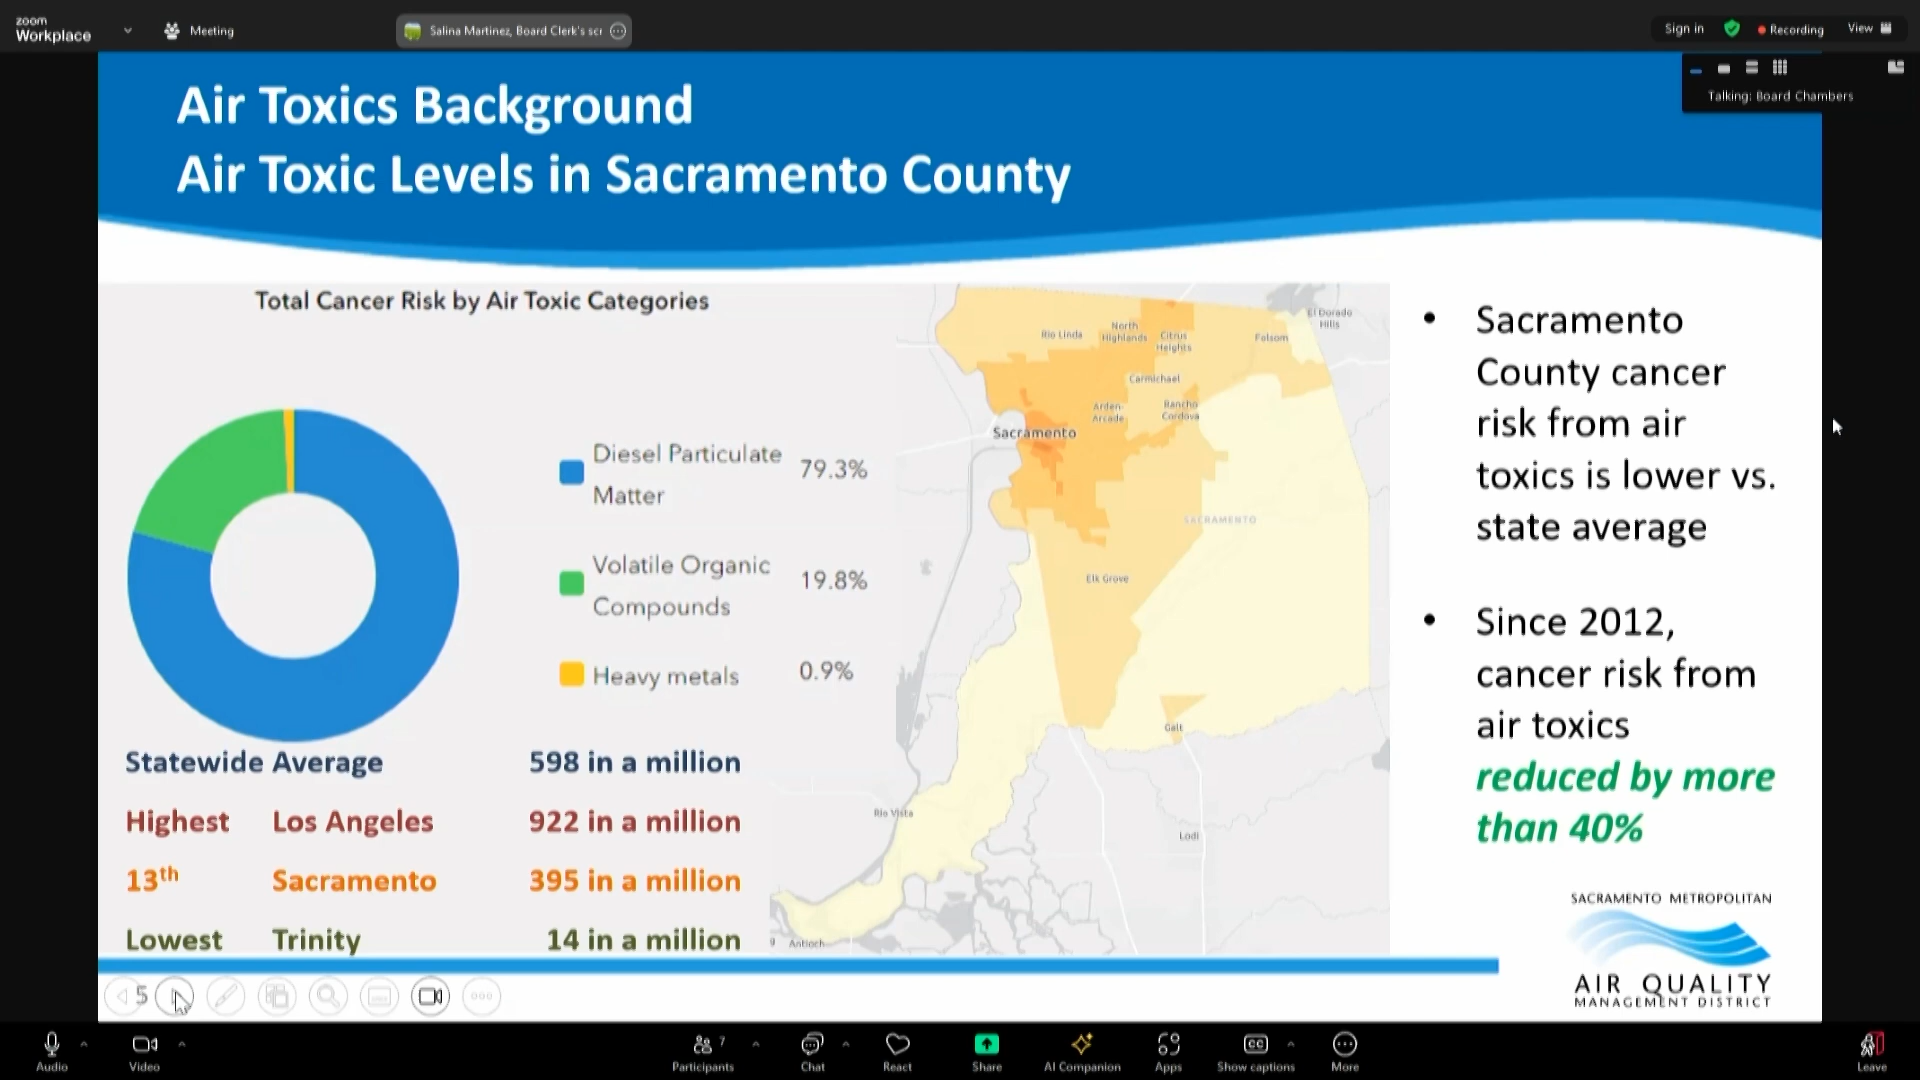 zoom
Workplace
Meeting
Salina Martinez, Board Clerk's scr
Sign in
Recording
View
Talking: Board Chambers
Air Toxics Background
Air Toxic Levels in Sacramento County
Total Cancer Risk by Air Toxic Categories
Diesel Particulate
Matter
79.3%
Volatile Organic
Compounds
19.8%
Heavy metals
0.9%
Statewide Average 598 in a million
Highest Los Angeles 922 in a million
13th Sacramento 395 in a million
Lowest Trinity 14 in a million
El Dorado
Hills
Rio Linda
North
Highlands
Citrus
Heights
Folsom
Carmichael
Arden-
Arcade
Rancho
Cordova
Sacramento
SACRAMENTO
Elk Grove
Galt
Rio Vista
Lodi
Antioch
• Sacramento
County cancer
risk from air
toxics is lower vs.
state average
• Since 2012,
cancer risk from
air toxics
reduced by more
than 40%
SACRAMENTO METROPOLITAN
AIR QUALITY
MANAGEMENT DISTRICT
5
Audio
Video
Participants
7
Chat
React
Share
AI Companion
Apps
CC
Show captions
More
Leave